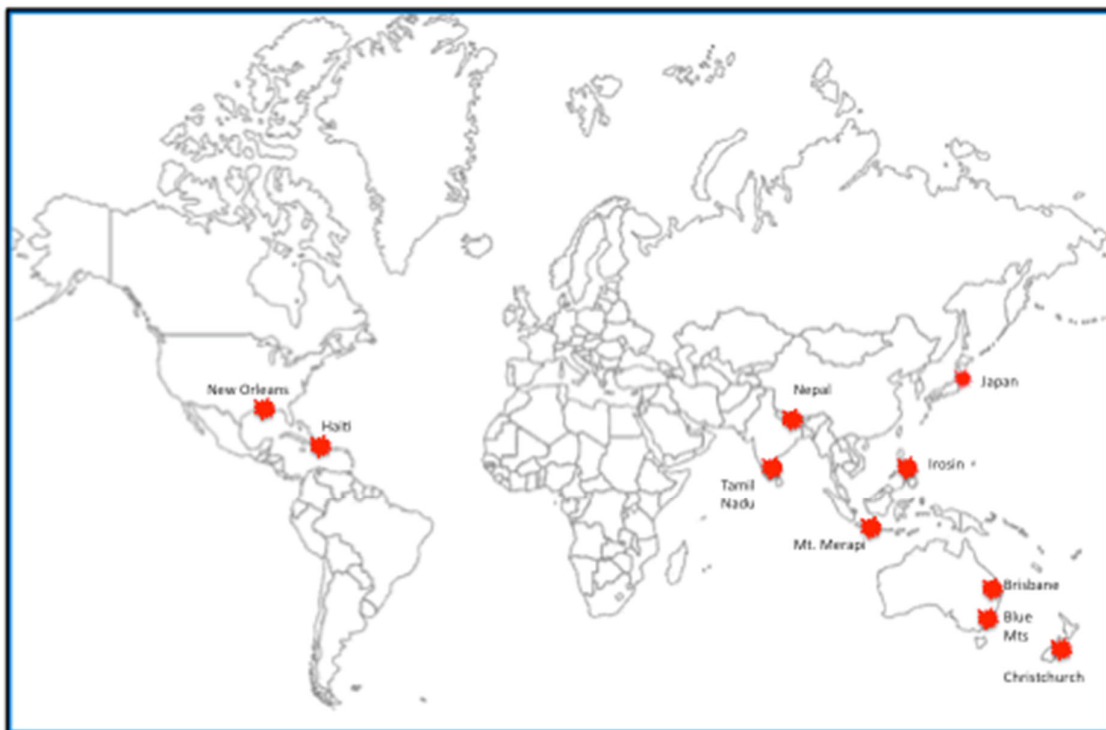 New Orleans
Haiti
Nepal
Japan
Irosin
Tamil
Nadu
Mt. Merapi
Brisbane
Blue
Mts
Christchurch